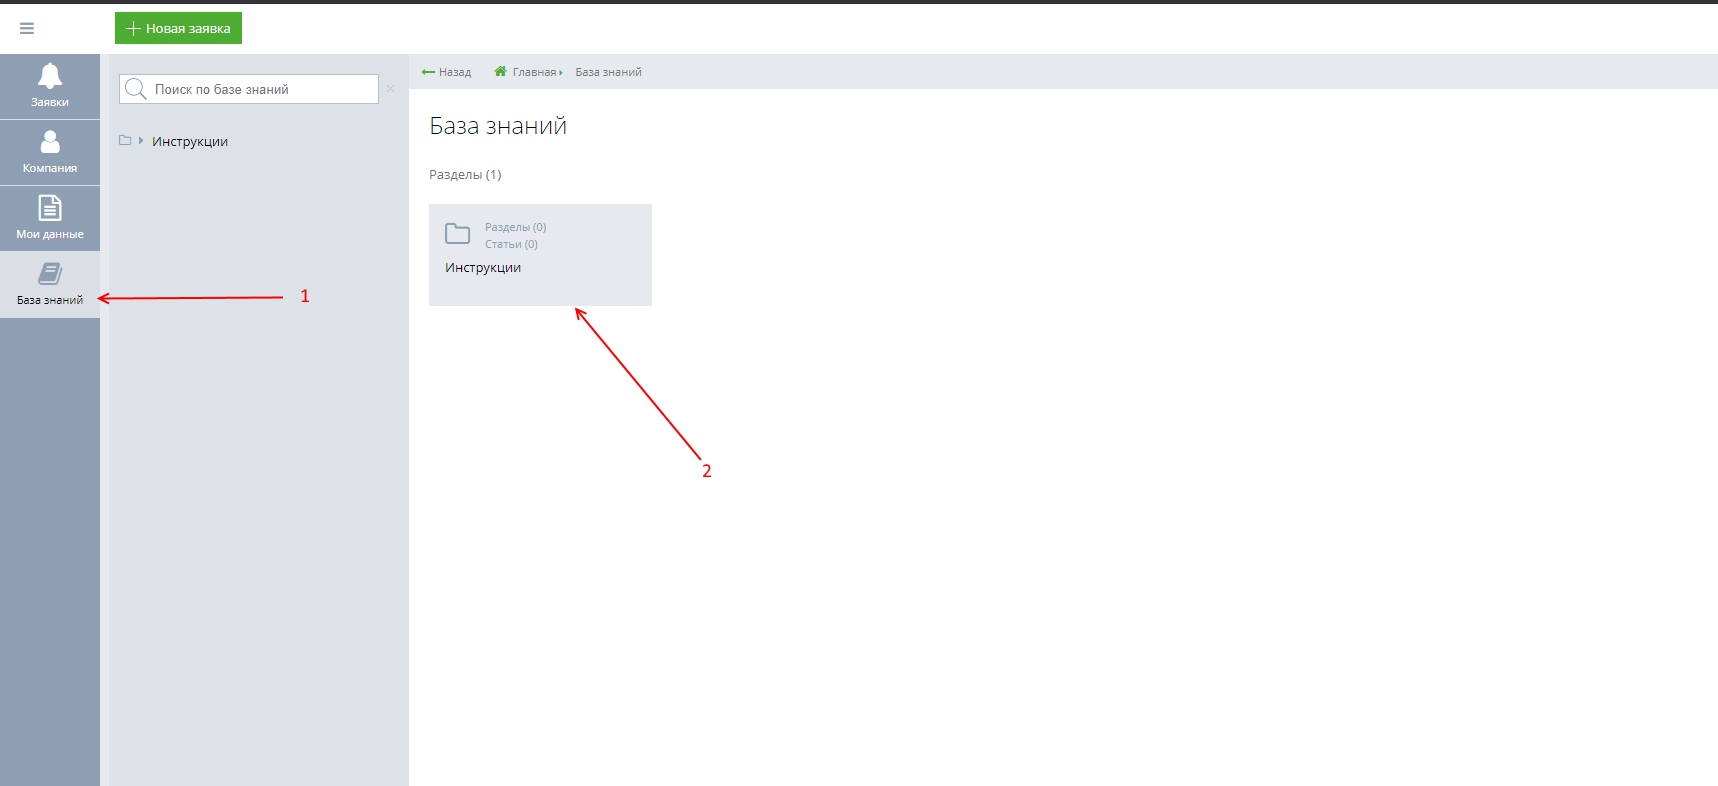 Новая заявка
Заявки
Компания
Мои данные
База знаний
Поиск по базе знаний
Инструкции
Назад Главная База знаний
База знаний
Разделы (1)
Разделы (0)
Статьи (0)
Инструкции
1
2